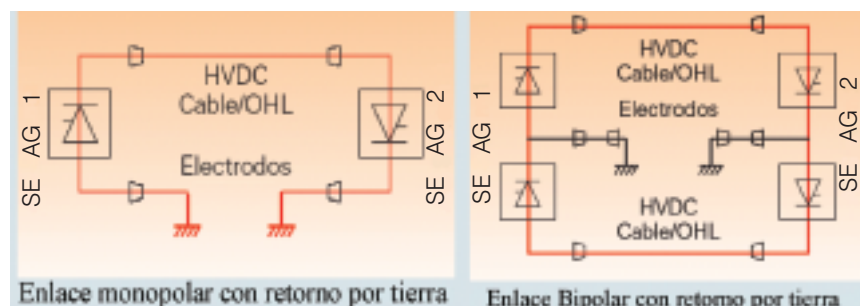 HVDC
Cable/OHL
Electrodos
SE AG 1
SE AG 2
Enlace monopolar con retorno por tierra
HVDC
Cable/OHL
Electrodos
HVDC
Cable/OHL
SE AG 1
SE AG 2
Enlace Bipolar con retorno por tierra